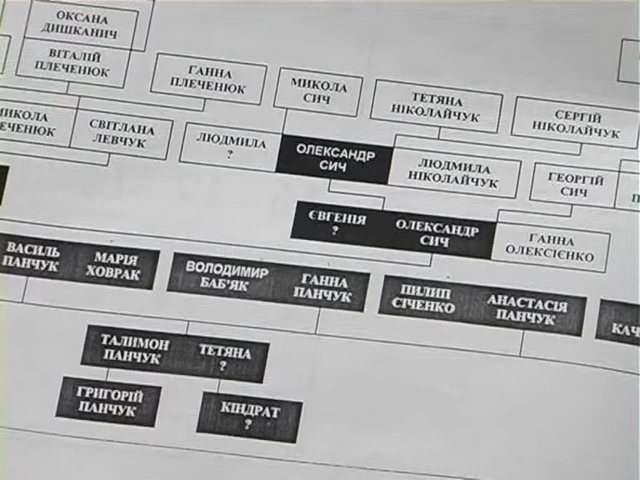 ОКСАНА
ДИШКАНИЧ
ВІТАЛІЙ
ПЛЕЧЕНЮК
ГАННА
ПЛЕЧЕНЮК
МИКОЛА
СИЧ
ТЕТЯНА
НІКОЛАЙЧУК
СЕРГІЙ
НІКОЛАЙЧУК
СВІТЛАНА
ЛЕВЧУК
ЛЮДМИЛА
?
ОЛЕКСАНДР
СИЧ
ЛЮДМИЛА
НІКОЛАЙЧУК
ГЕОРГІЙ
СИЧ
ЄВГЕНІЯ
?
ОЛЕКСАНДР
СИЧ
ГАННА
ОЛЕКСІЄНКО
ВАСИЛЬ
ПАНЧУК
МАРІЯ
ХОВРАК
ВОЛОДИМИР
БАБ'ЯК
ГАННА
ПАНЧУК
ПИЛИП
СІЧЕНКО
АНАСТАСІЯ
ПАНЧУК
КАЧ
ТАЛИМОН
ПАНЧУК
ТЕТЯНА
?
ГРИГОРІЙ
ПАНЧУК
КІНДРАТ
?